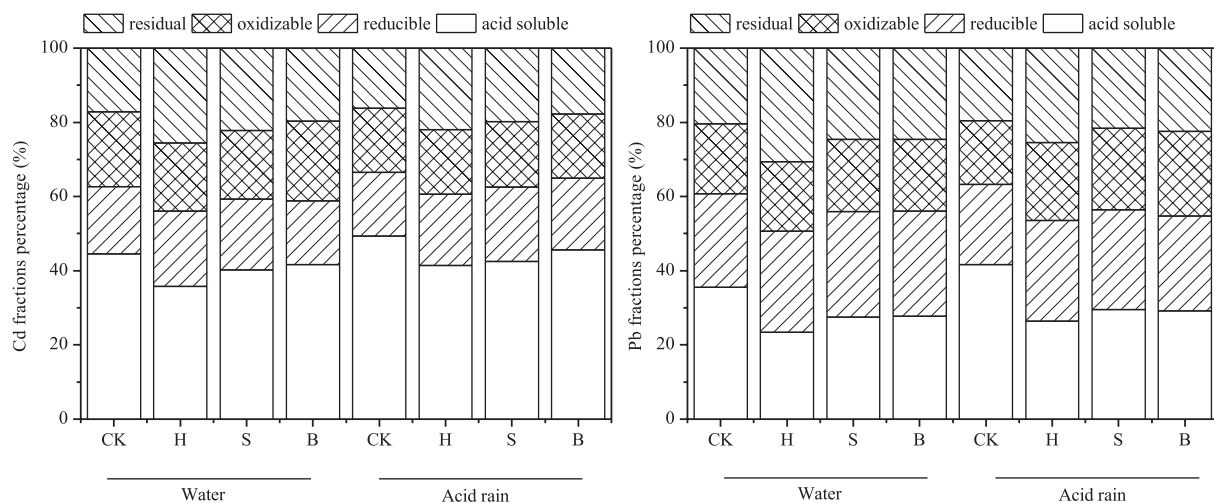 residual oxidizable reducible acid soluble
100
80
60
40
20
0
Cd fractions percentage (%)
CK H S B CK H S B
Water Acid rain
residual oxidizable reducible acid soluble
100
80
60
40
20
0
Pb fractions percentage (%)
CK H S B CK H S B
Water Acid rain